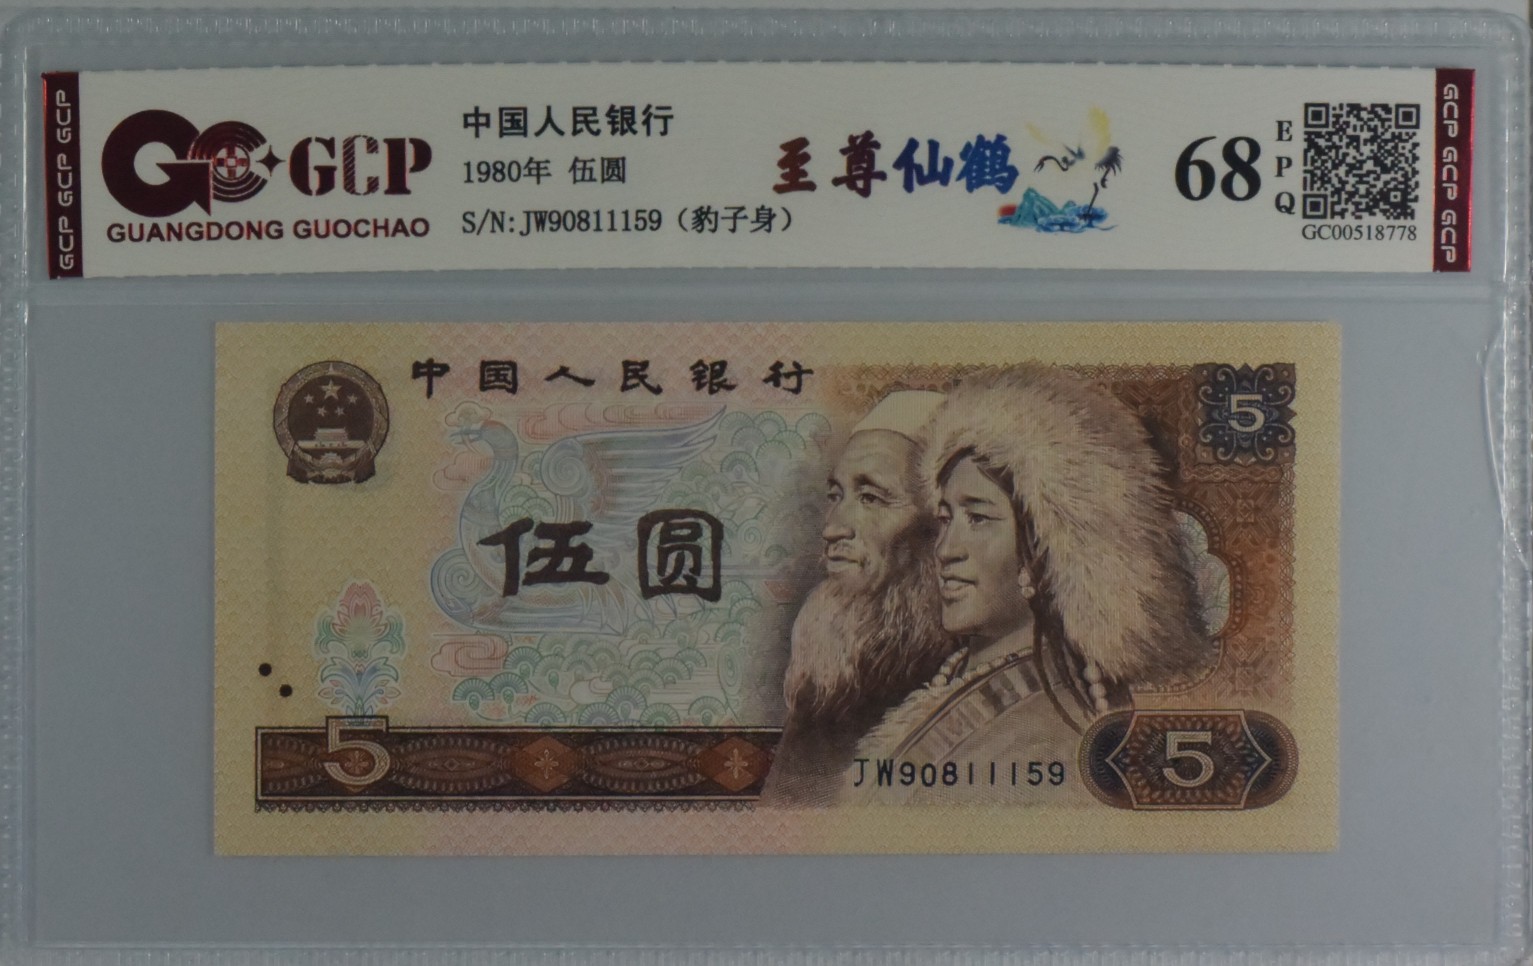 GCP GCP GCP
GCP
GUANGDONG GUOCHAO
中国人民银行
1980年 伍圆
S/N:JW90811159（豹子身）
至尊仙鹤
68
EPQ
GC00518778
GCP GCP GCP
中国人民银行
5
伍圆
5
JW90811159
5